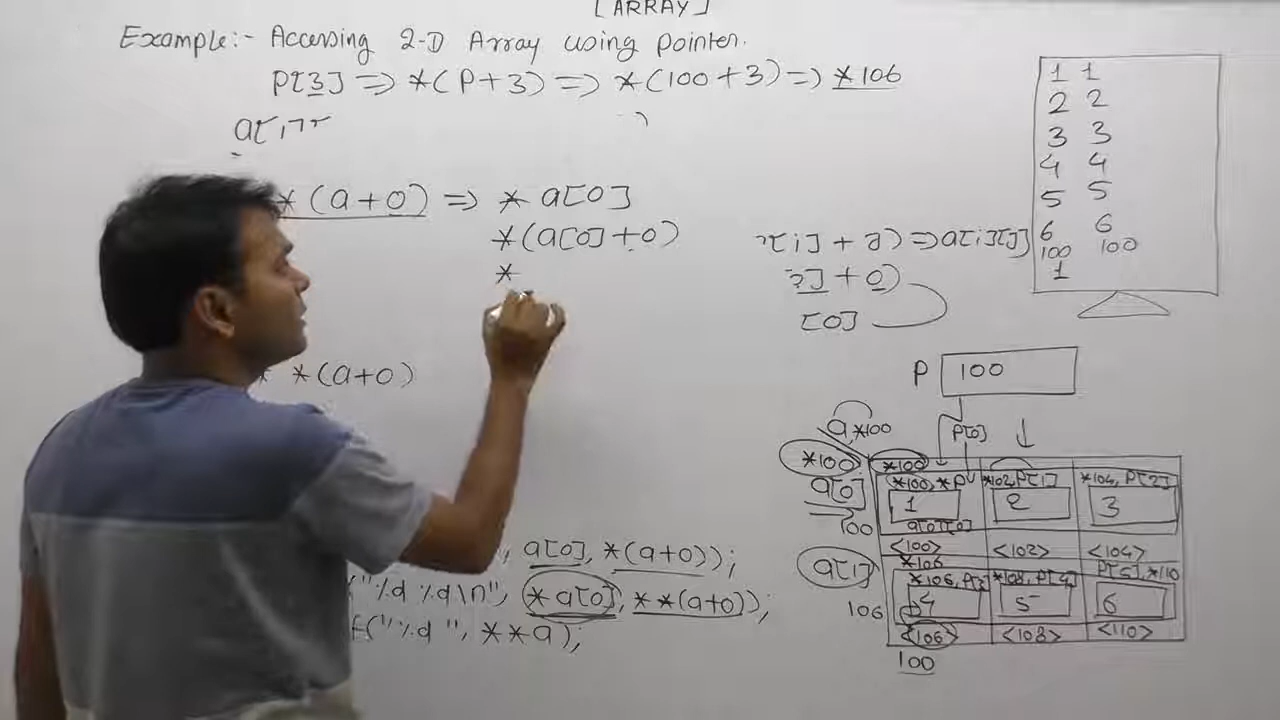 [ARRAY]
Example:- Accessing 2-D Array using pointer.
P[3] => *(P+3) => *(100+3) => *106
*(a+0) => * a[0]
*(a[0]+0)
*
*(a+0)
, a[0], *(a+0));
("%d %d\n", *a[0], **(a+0));
f("%d ", **a);
1 1
2 2
3 3
4 4
5 5
6 6
100 100
1
[0]
P 100
a, *100
P[0]
*100 *100
a[0] *100, *P *102, P[1] *104, P[2]
1 2 3
100 a[0][0]
<100> <102> <104>
a[1] *106 P[5], *110
*106, P[3] *108, P[4]
106 4 5 6
<106> <108> <110>
100